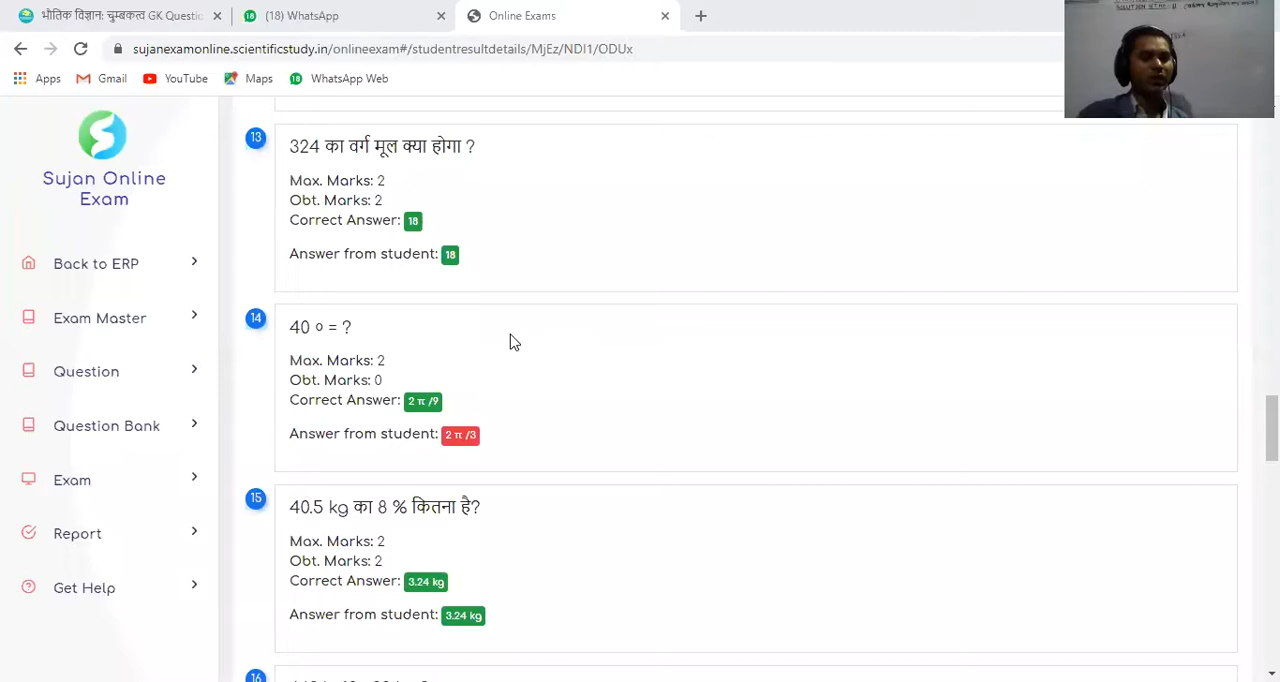 भौतिक विज्ञान: चुम्बकत्व GK Questio
(18) WhatsApp
Online Exams
sujanexamonline.scientificstudy.in/onlineexam#/studentresultdetails/MjEz/NDI1/ODUx
Apps Gmail YouTube Maps WhatsApp Web
Sujan Online
Exam
Back to ERP
Exam Master
Question
Question Bank
Exam
Report
Get Help
13
324 का वर्ग मूल क्या होगा ?
Max. Marks: 2
Obt. Marks: 2
Correct Answer: 18
Answer from student: 18
14
40 ० = ?
Max. Marks: 2
Obt. Marks: 0
Correct Answer: 2 π /9
Answer from student: 2 π /3
15
40.5 kg का 8 % कितना है?
Max. Marks: 2
Obt. Marks: 2
Correct Answer: 3.24 kg
Answer from student: 3.24 kg
16